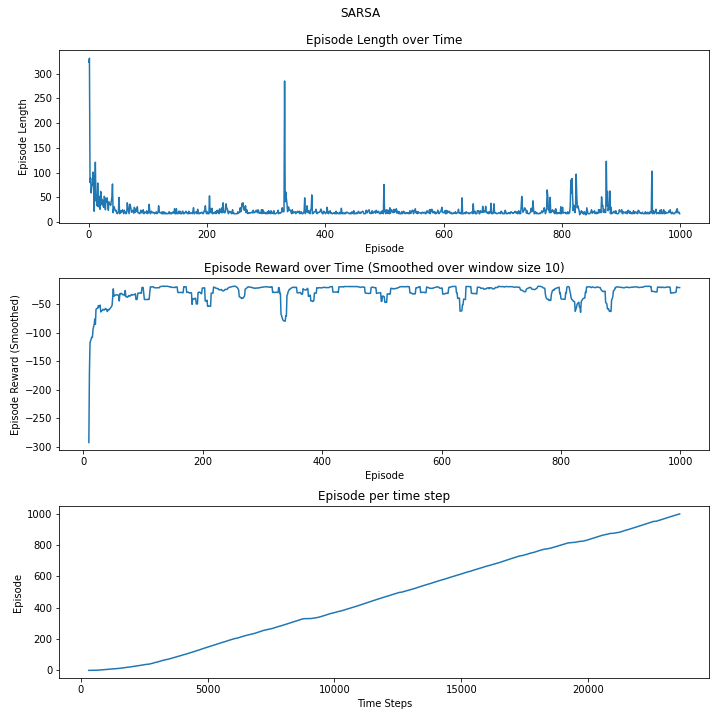 SARSA
Episode Length over Time
Episode Length
300
250
200
150
100
50
0
0 200 400 600 800 1000
Episode
Episode Reward over Time (Smoothed over window size 10)
Episode Reward (Smoothed)
−50
−100
−150
−200
−250
−300
0 200 400 600 800 1000
Episode
Episode per time step
Episode
1000
800
600
400
200
0
0 5000 10000 15000 20000
Time Steps